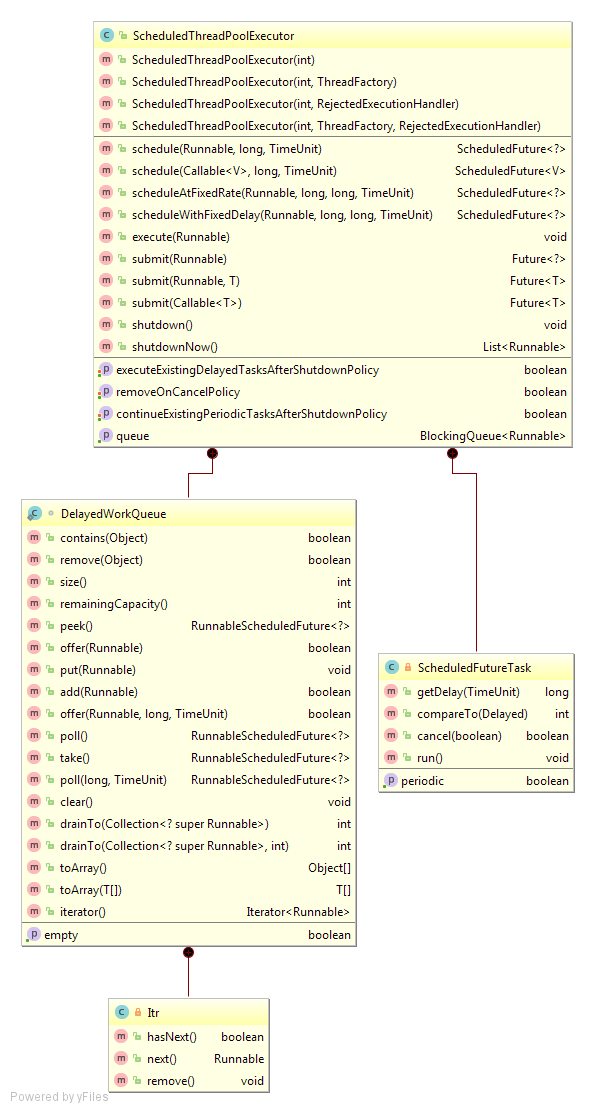 ScheduledThreadPoolExecutor
ScheduledThreadPoolExecutor(int)
ScheduledThreadPoolExecutor(int, ThreadFactory)
ScheduledThreadPoolExecutor(int, RejectedExecutionHandler)
ScheduledThreadPoolExecutor(int, ThreadFactory, RejectedExecutionHandler)
schedule(Runnable, long, TimeUnit) ScheduledFuture<?>
schedule(Callable<V>, long, TimeUnit) ScheduledFuture<V>
scheduleAtFixedRate(Runnable, long, long, TimeUnit) ScheduledFuture<?>
scheduleWithFixedDelay(Runnable, long, long, TimeUnit) ScheduledFuture<?>
execute(Runnable) void
submit(Runnable) Future<?>
submit(Runnable, T) Future<T>
submit(Callable<T>) Future<T>
shutdown() void
shutdownNow() List<Runnable>
executeExistingDelayedTasksAfterShutdownPolicy boolean
removeOnCancelPolicy boolean
continueExistingPeriodicTasksAfterShutdownPolicy boolean
queue BlockingQueue<Runnable>
DelayedWorkQueue
contains(Object) boolean
remove(Object) boolean
size() int
remainingCapacity() int
peek() RunnableScheduledFuture<?>
offer(Runnable) boolean
put(Runnable) void
add(Runnable) boolean
offer(Runnable, long, TimeUnit) boolean
poll() RunnableScheduledFuture<?>
take() RunnableScheduledFuture<?>
poll(long, TimeUnit) RunnableScheduledFuture<?>
clear() void
drainTo(Collection<? super Runnable>) int
drainTo(Collection<? super Runnable>, int) int
toArray() Object[]
toArray(T[]) T[]
iterator() Iterator<Runnable>
empty boolean
ScheduledFutureTask
getDelay(TimeUnit) long
compareTo(Delayed) int
cancel(boolean) boolean
run() void
periodic boolean
Itr
hasNext() boolean
next() Runnable
remove() void
Powered by yFiles